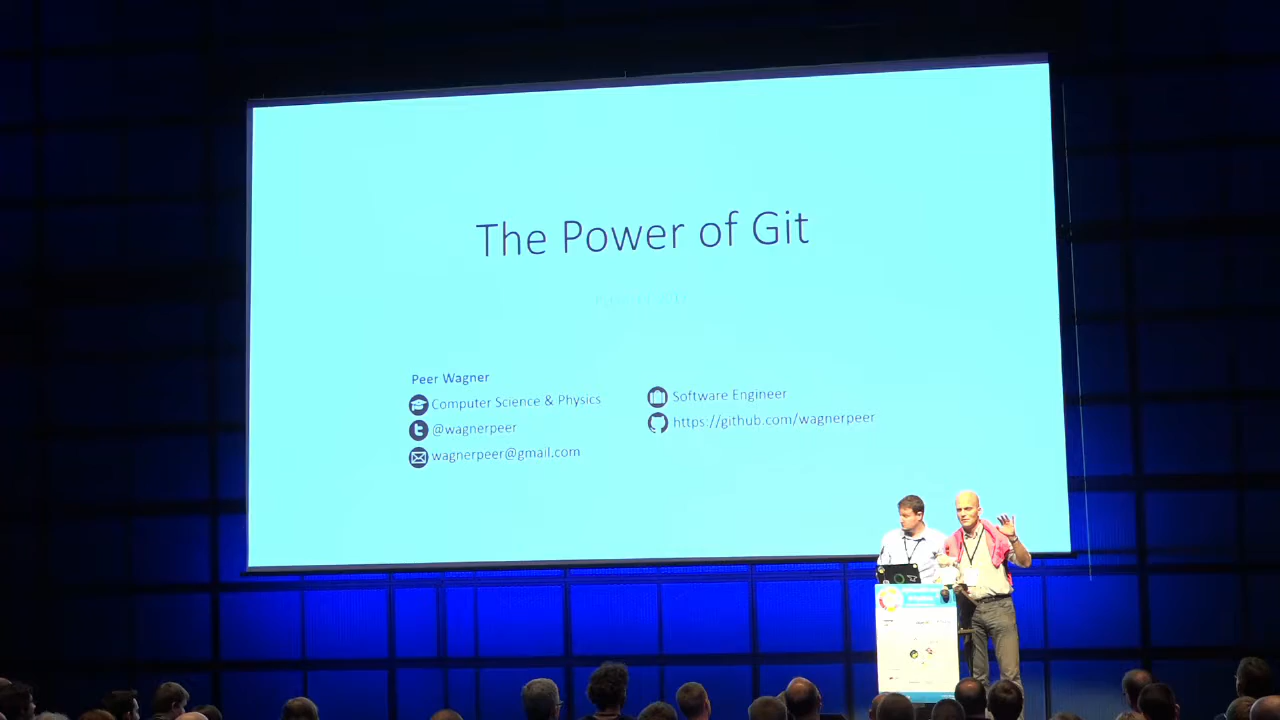 The Power of Git
Peer Wagner
Computer Science & Physics
@wagnerpeer
wagnerpeer@gmail.com
Software Engineer
https://github.com/wagnerpeer